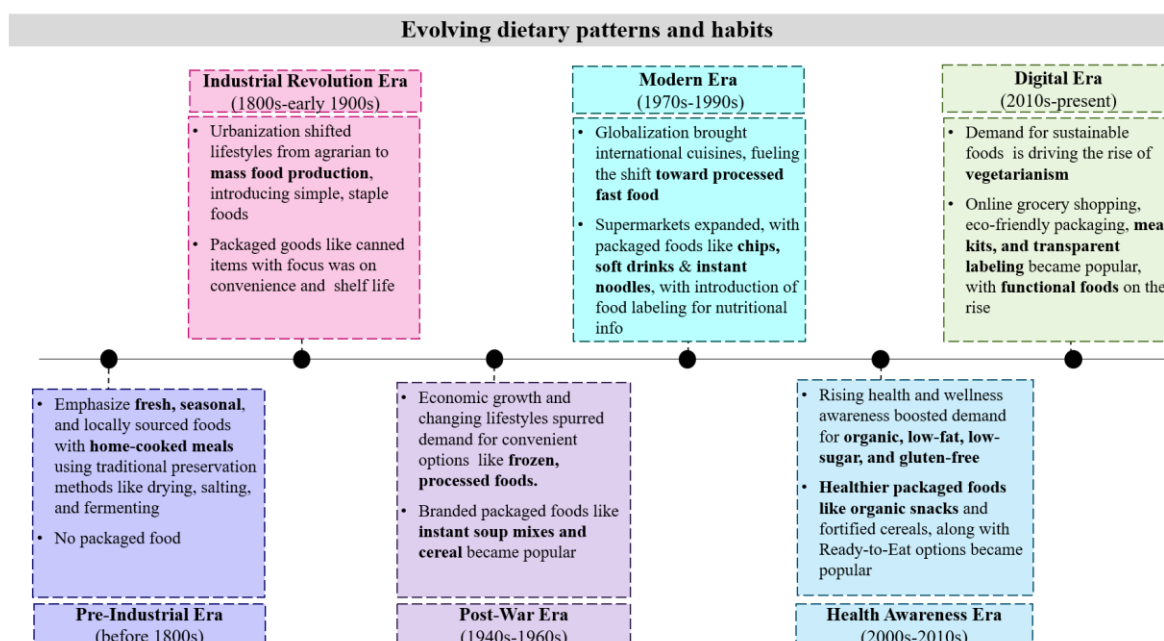 Evolving dietary patterns and habits
Industrial Revolution Era
(1800s-early 1900s)
• Urbanization shifted
lifestyles from agrarian to
mass food production,
introducing simple, staple
foods
• Packaged goods like canned
items with focus was on
convenience and shelf life
Modern Era
(1970s-1990s)
• Globalization brought
international cuisines, fueling
the shift toward processed
fast food
• Supermarkets expanded, with
packaged foods like chips,
soft drinks & instant
noodles, with introduction of
food labeling for nutritional
info
Digital Era
(2010s-present)
• Demand for sustainable
foods is driving the rise of
vegetarianism
• Online grocery shopping,
eco-friendly packaging, mea
kits, and transparent
labeling became popular,
with functional foods on the
rise
• Emphasize fresh, seasonal,
and locally sourced foods
with home-cooked meals
using traditional preservation
methods like drying, salting,
and fermenting
• No packaged food
Pre-Industrial Era
(before 1800s)
• Economic growth and
changing lifestyles spurred
demand for convenient
options like frozen,
processed foods.
• Branded packaged foods like
instant soup mixes and
cereal became popular
Post-War Era
(1940s-1960s)
• Rising health and wellness
awareness boosted demand
for organic, low-fat, low-
sugar, and gluten-free
• Healthier packaged foods
like organic snacks and
fortified cereals, along with
Ready-to-Eat options became
popular
Health Awareness Era
(2000s-2010s)